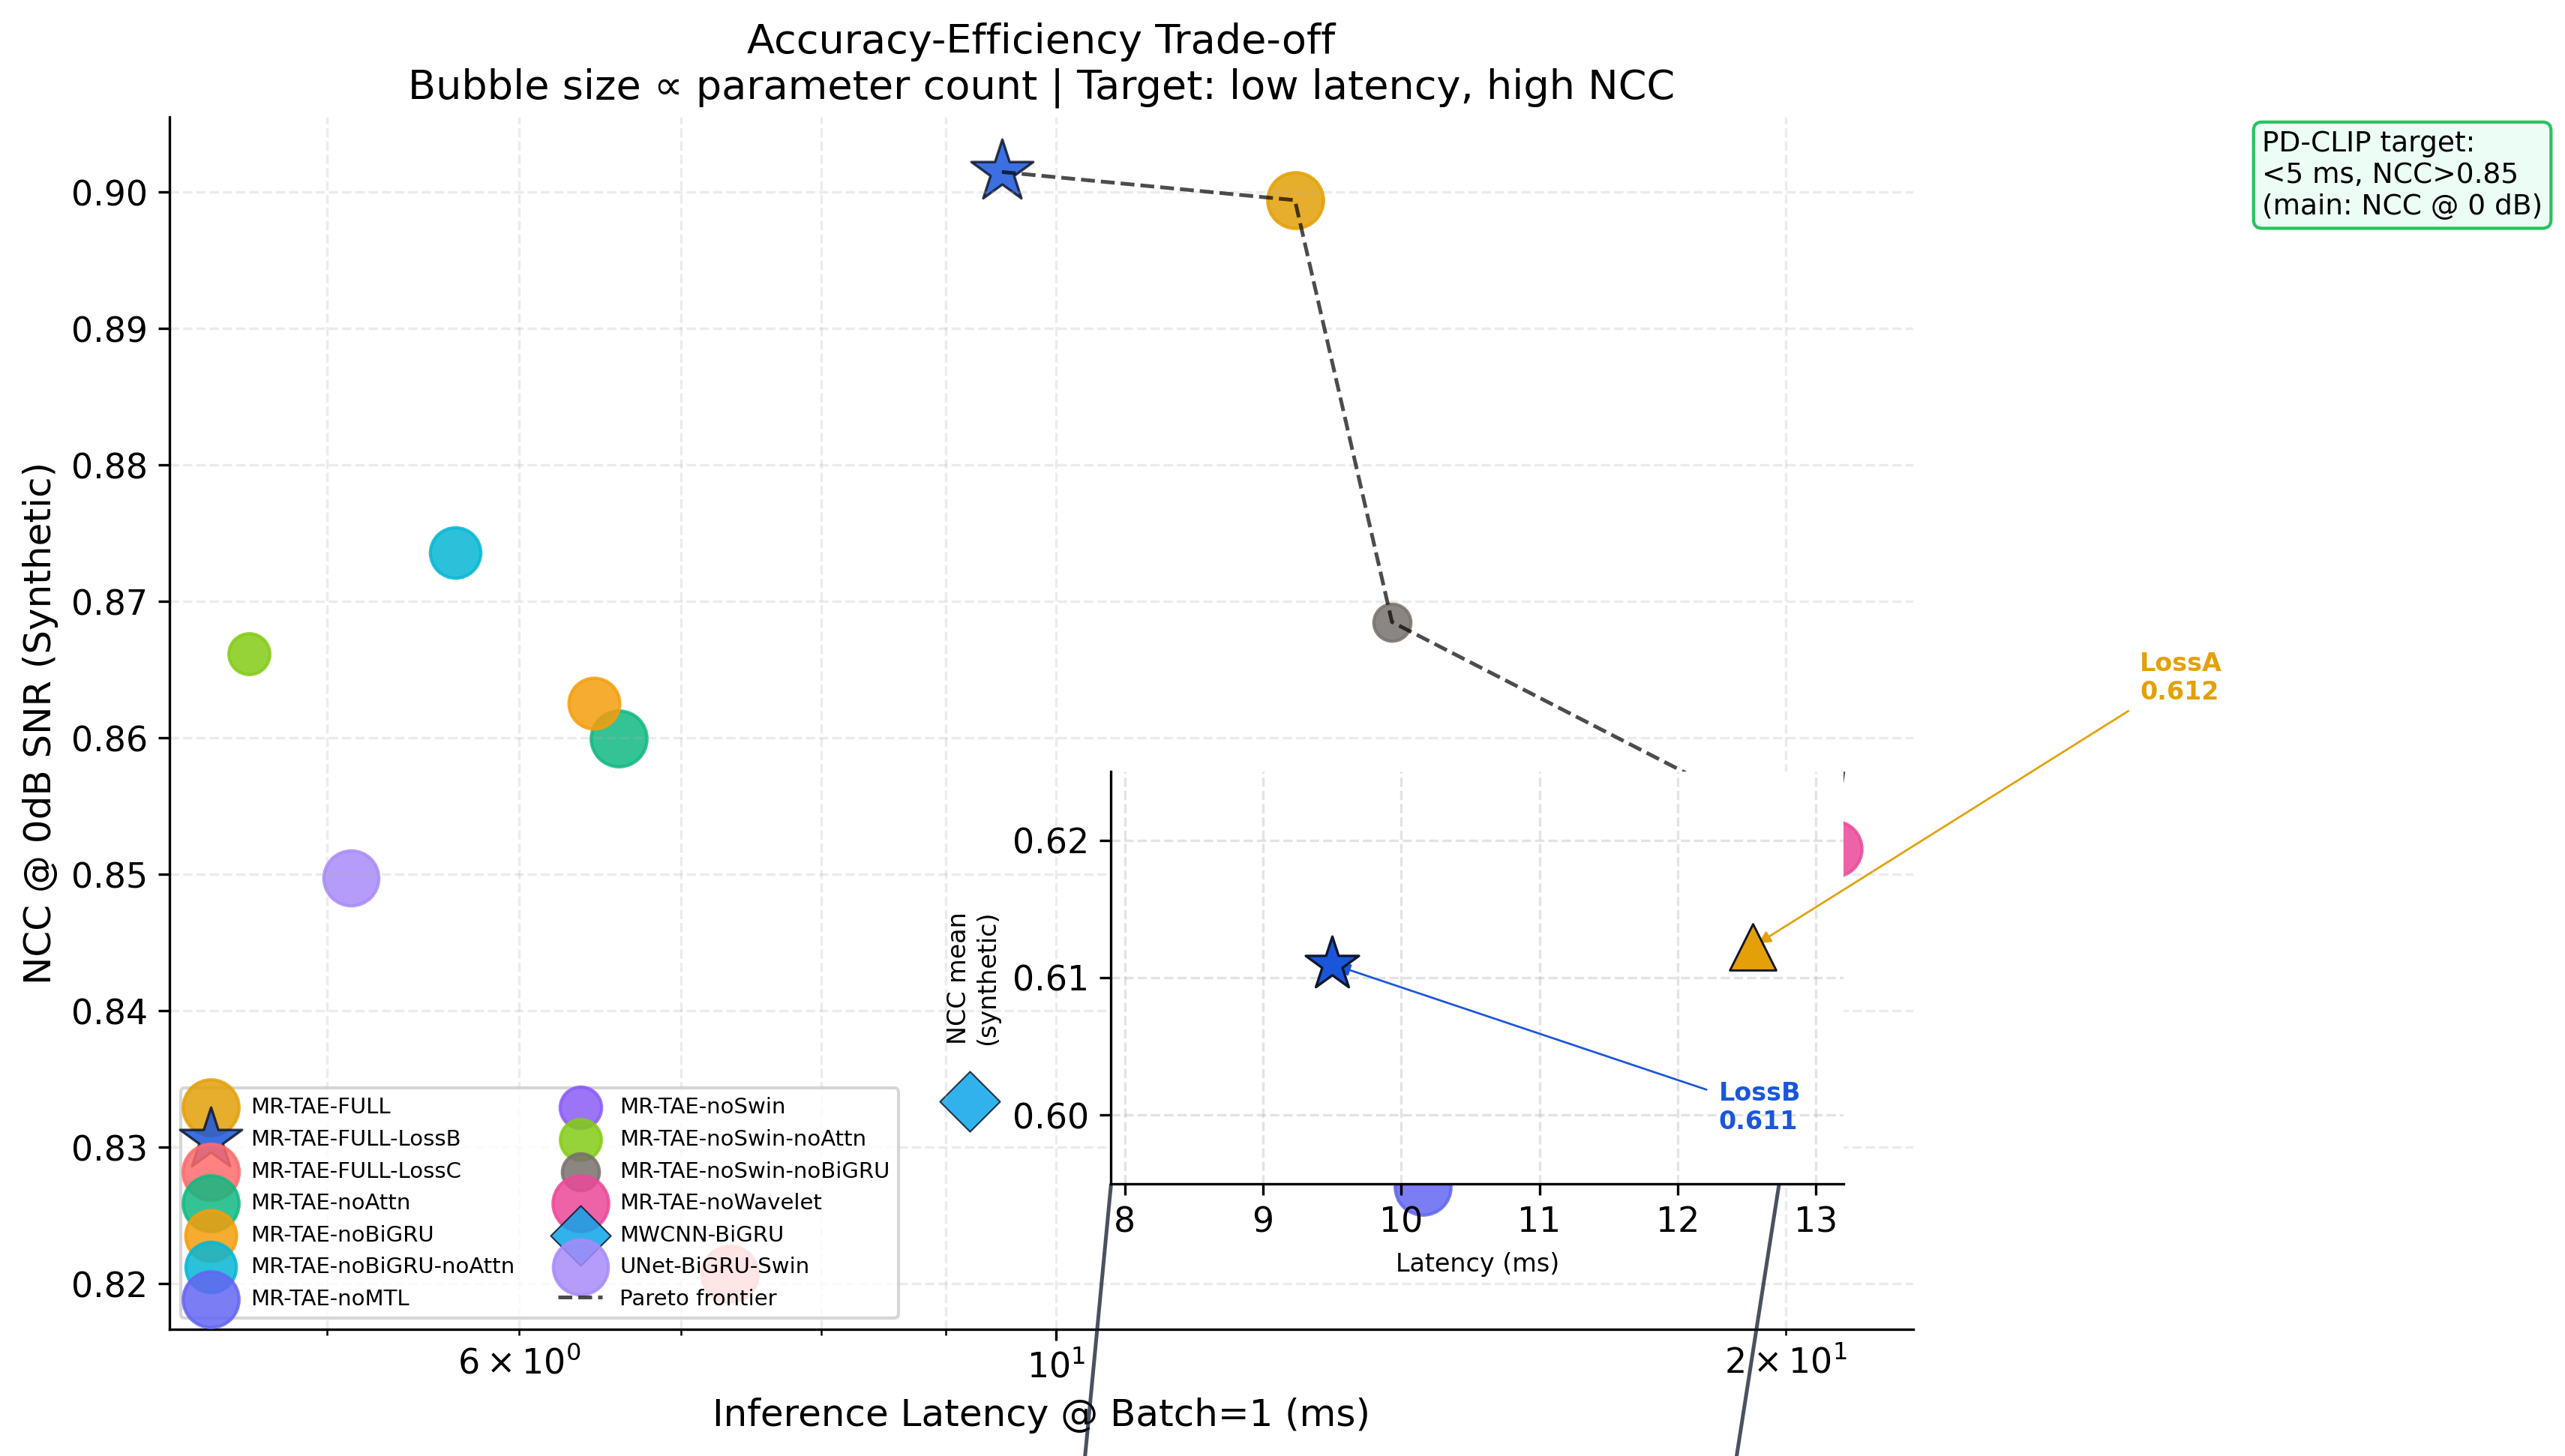 Accuracy-Efficiency Trade-off
Bubble size ∝ parameter count | Target: low latency, high NCC
PD-CLIP target:
<5 ms, NCC>0.85
(main: NCC @ 0 dB)
NCC @ 0dB SNR (Synthetic)
0.90
0.89
0.88
0.87
0.86
0.85
0.84
0.83
0.82
LossA
0.612
NCC mean
(synthetic)
0.62
0.61
0.60
LossB
0.611
8 9 10 11 12 13
Latency (ms)
MR-TAE-FULL
MR-TAE-FULL-LossB
MR-TAE-FULL-LossC
MR-TAE-noAttn
MR-TAE-noBiGRU
MR-TAE-noBiGRU-noAttn
MR-TAE-noMTL
MR-TAE-noSwin
MR-TAE-noSwin-noAttn
MR-TAE-noSwin-noBiGRU
MR-TAE-noWavelet
MWCNN-BiGRU
UNet-BiGRU-Swin
Pareto frontier
6 × 10⁰ 10¹ 2 × 10¹
Inference Latency @ Batch=1 (ms)